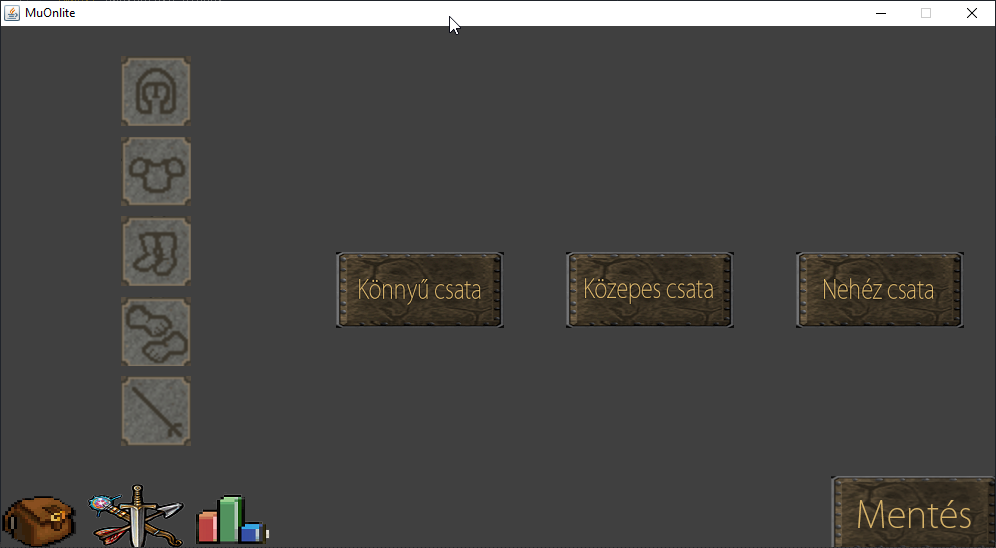 MuOnlite
Könnyű csata
Közepes csata
Nehéz csata
Mentés